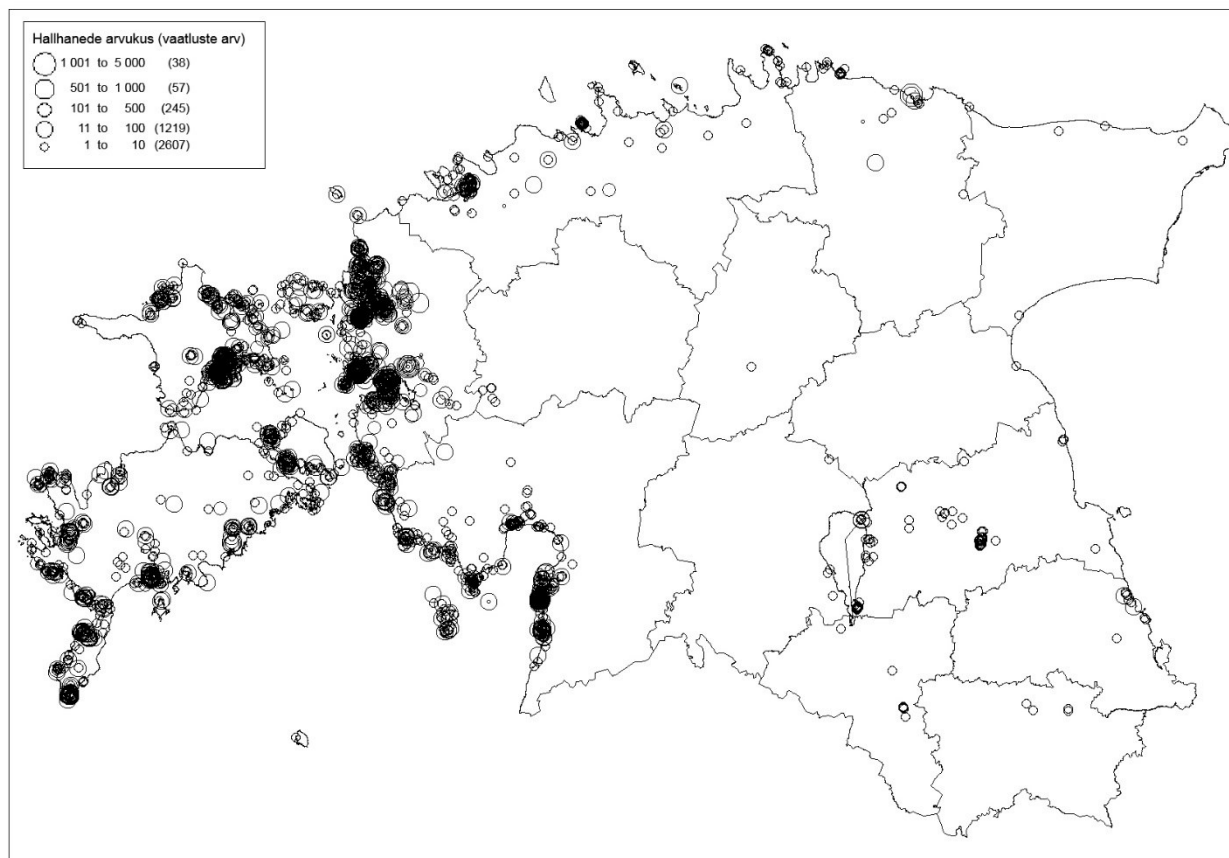 Hallhanede arvukus (vaatluste arv)
1 001 to 5 000 (38)
501 to 1 000 (57)
101 to 500 (245)
11 to 100 (1219)
1 to 10 (2607)